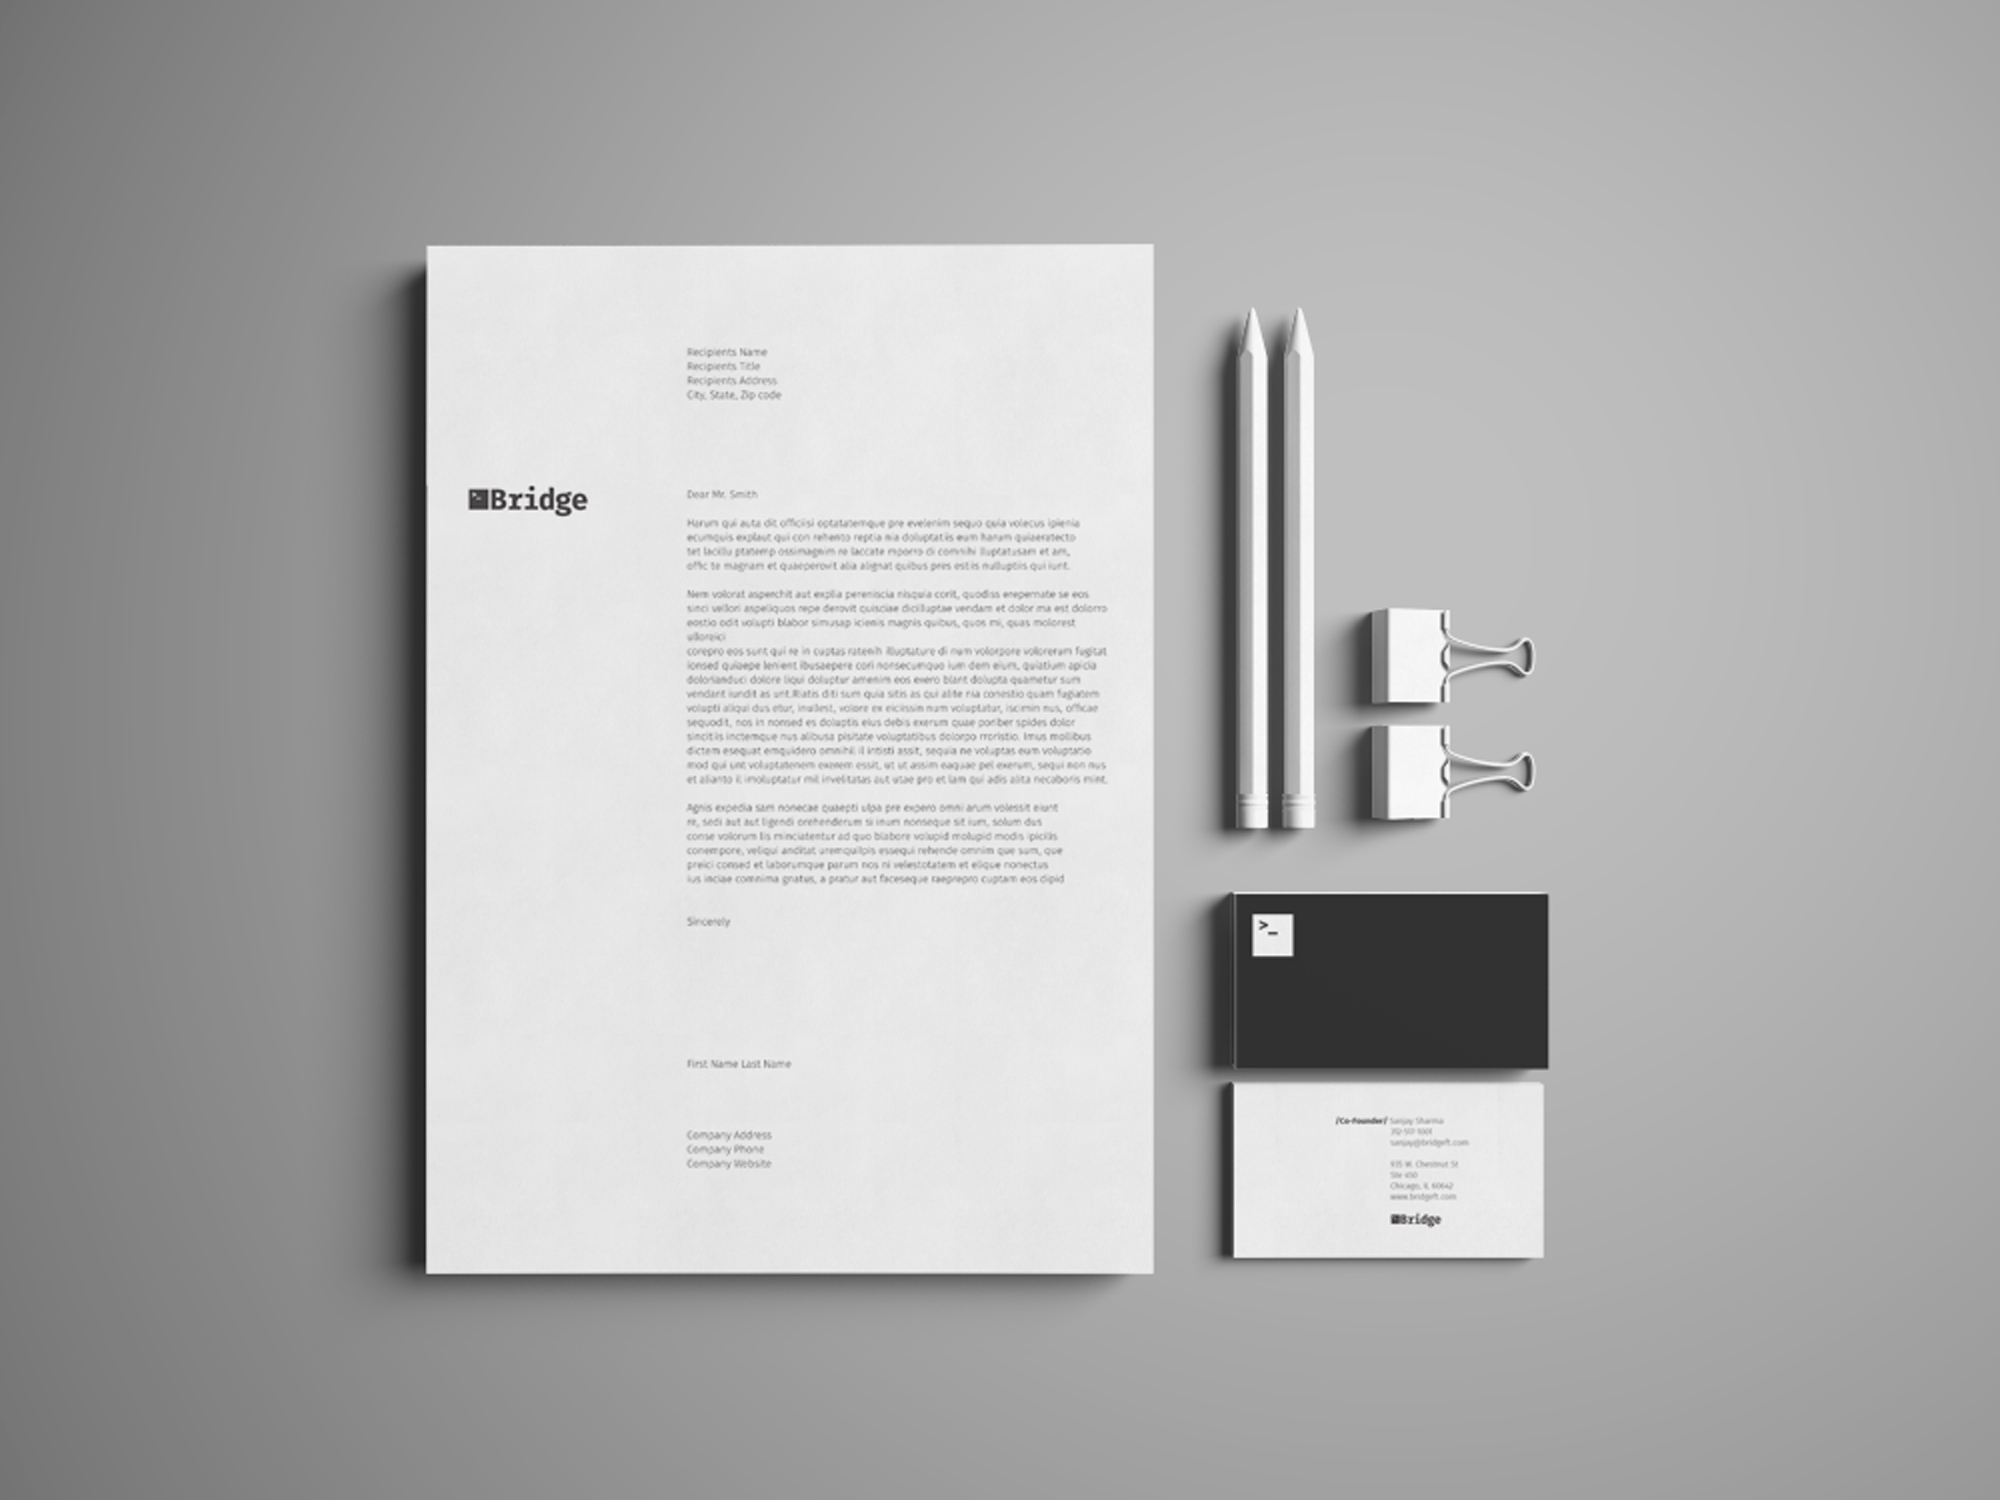 Recipients Name
Recipients Title
Recipients Address
City, State, Zip code
Bridge
Dear Mr. Smith
Harum qui auta dit officiisi optatatemque pre evelenim sequo quia volecus ipienia
ecumquis explaut qui con rehento reptia nia doluptatiis eum harum quiaeratecto
tet lacillu ptatemp ossimagnim re laccate mporro di comnihi lluptatusam et am,
offic te magnam et quaeperovit alia alignat quibus pres estiis nulluptiis qui iunt.
Nem volorat asperchit aut explia pereniscia nisquia corit, quodiss erepernate se eos
sinci vellori aspeliquos repe derovit quisciae dicilluptae vendam et dolor ma est dolorro
eostio odit volupti blabor simusap icienis magnis quibus, quos mi, quas molorest
ulloreici
corepro eos sunt qui re in cuptas ratenih illuptature di num volorpore volorerum fugitat
ionsed quiaepe lenient ibusaepere cori nonsecumquo ium dem eium, quiatium apicia
dolorianduci dolore liqui doluptur amenim eos exero blant dolupta quametur sum
vendant iundit as unt.Riatis diti sum quia sitis as qui alite nia conestio quam fugiatem
volupti aliqui dus etur, inullest, volore ex eiciissin num voluptatur, iscimin nus, officae
sequodit, nos in nonsed es doluptis eius debis exerum quae poriber spides dolor
sincitiis inctemque nus alibusa pisitate voluptatibus dolorpo rroristio. Imus mollibus
dictem esequat emquidero omnihil il intisti assit, sequia ne voluptas eum voluptatio
mod qui unt voluptatenem exerem essit, ut ut assim eaquae pel exerum, sequi non nus
et alianto il imoluptatur mil invelitatas aut utae pro et lam qui adis alita necaboris mint.
Agnis expedia sam nonecae quaepti ulpa pre expero omni arum volessit eiunt
re, sedi aut aut ligendi orehenderum si inum nonseque sit ium, solum dus
conse volorum lis minciatentur ad quo blabore volupid molupid modis ipicilis
conempore, veliqui anditat uremquilpis essequi rehende omnim que sum, que
preici consed et laborumque parum nos ni velestotatem et elique nonectus
ius inciae comnima gnatus, a pratur aut faceseque raeprepro cuptam eos dipid
Sincerely
First Name Last Name
Company Address
Company Phone
Company Website
>_
/Co-Founder/ Sanjay Sharma
sanjay@bridgeft.com
935 W. Chestnut St
Ste 450
Chicago, IL 60642
www.bridgeft.com
Bridge